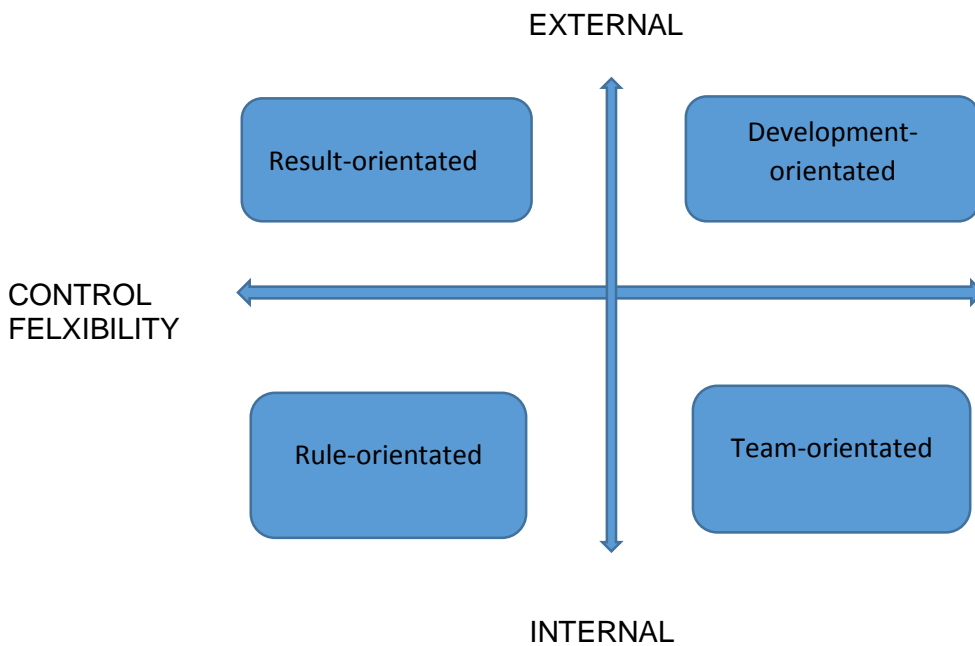 EXTERNAL
Result-orientated
Development-
orientated
CONTROL
FELXIBILITY
Rule-orientated
Team-orientated
INTERNAL